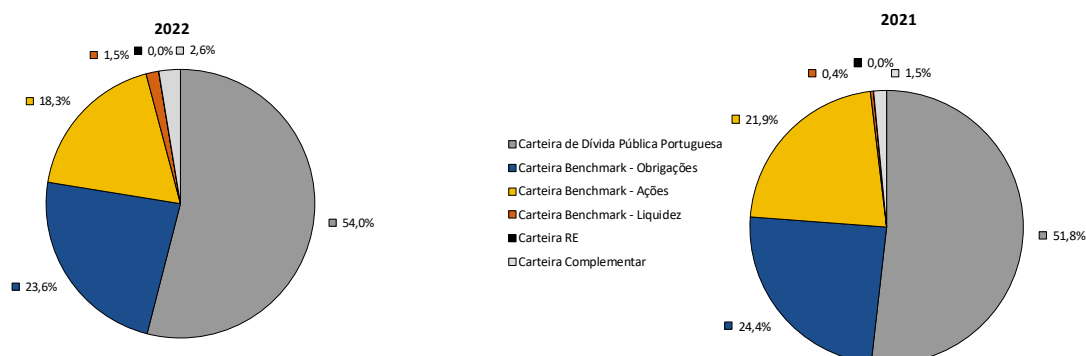 2022
1,5%
0,0%
2,6%
18,3%
54,0%
23,6%
Carteira de Dívida Pública Portuguesa
Carteira Benchmark - Obrigações
Carteira Benchmark - Ações
Carteira Benchmark - Liquidez
Carteira RE
Carteira Complementar
2021
0,0%
0,4%
1,5%
21,9%
51,8%
24,4%